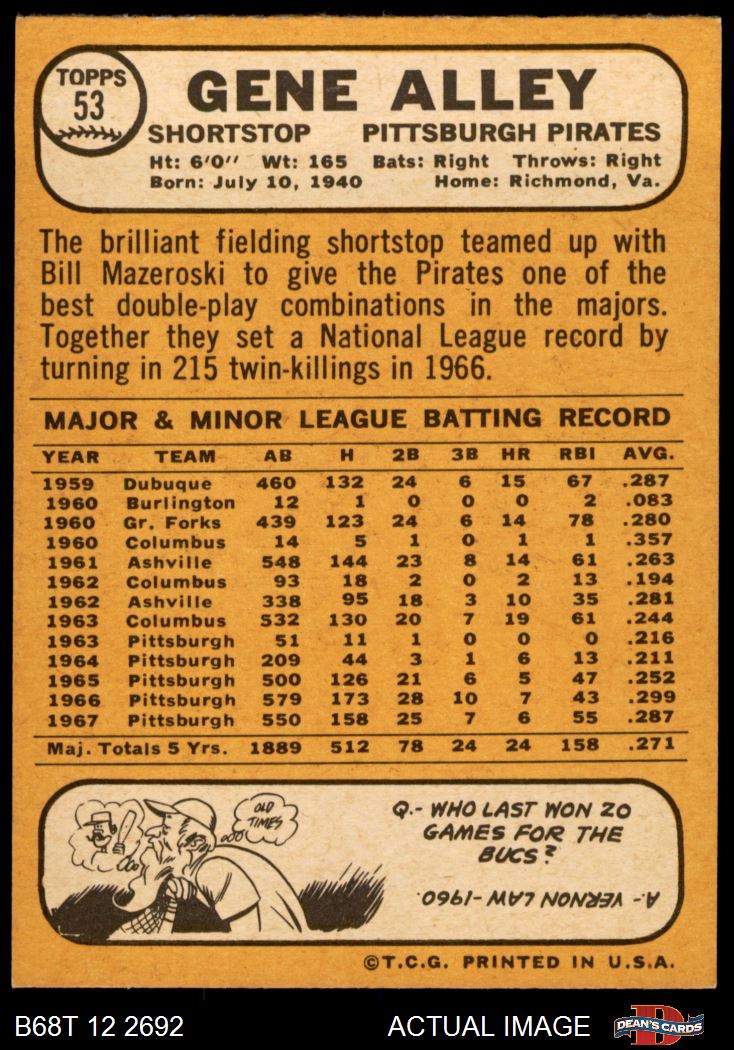 TOPPS
53
GENE ALLEY
SHORTSTOP PITTSBURGH PIRATES
Ht: 6'0'' Wt: 165 Bats: Right Throws: Right
Born: July 10, 1940 Home: Richmond, Va.
The brilliant fielding shortstop teamed up with
Bill Mazeroski to give the Pirates one of the
best double-play combinations in the majors.
Together they set a National League record by
turning in 215 twin-killings in 1966.
MAJOR & MINOR LEAGUE BATTING RECORD
YEAR TEAM AB H 2B 3B HR RBI AVG.
1959 Dubuque 460 132 24 6 15 67 .287
1960 Burlington 12 1 0 0 0 2 .083
1960 Gr. Forks 439 123 24 6 14 78 .280
1960 Columbus 14 5 1 0 1 1 .357
1961 Ashville 548 144 23 8 14 61 .263
1962 Columbus 93 18 2 0 2 13 .194
1962 Ashville 338 95 18 3 10 35 .281
1963 Columbus 532 130 20 7 19 61 .244
1963 Pittsburgh 51 11 1 0 0 0 .216
1964 Pittsburgh 209 44 3 1 6 13 .211
1965 Pittsburgh 500 126 21 6 5 47 .252
1966 Pittsburgh 579 173 28 10 7 43 .299
1967 Pittsburgh 550 158 25 7 6 55 .287
Maj. Totals 5 Yrs. 1889 512 78 24 24 158 .271
OLD
TIMES
Q.- WHO LAST WON 20
GAMES FOR THE
BUCS?
A.- VERNON LAW -1960.
©T.C.G. PRINTED IN U.S.A.
B68T 12 2692 ACTUAL IMAGE
D
DEAN'S CARDS